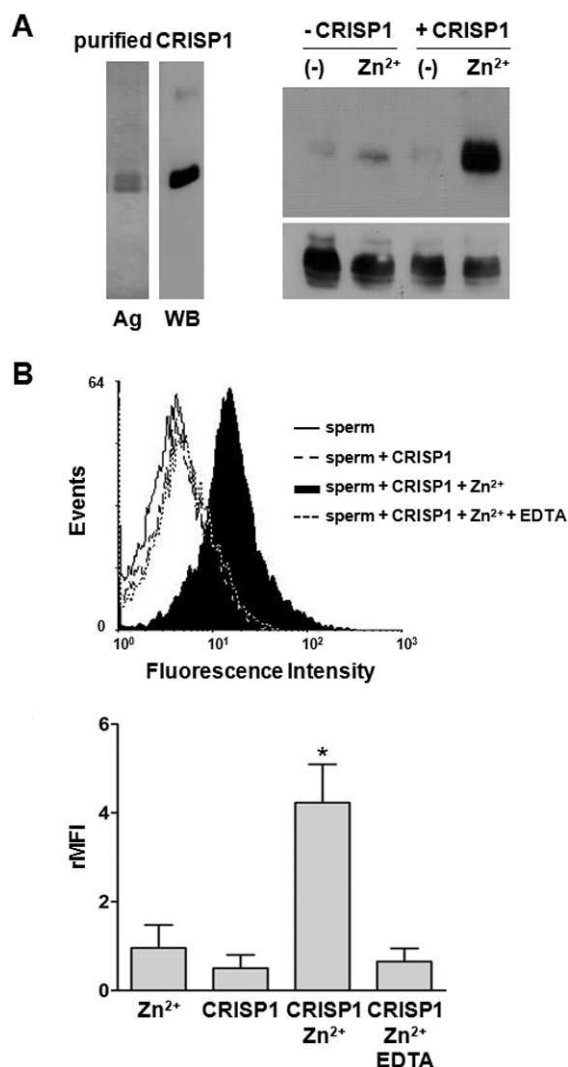 A
purified CRISP1
- CRISP1 + CRISP1
(-) Zn²⁺ (-) Zn²⁺
Ag WB
B
64
Events
0
10⁰ 10¹ 10² 10³
Fluorescence Intensity
sperm
sperm + CRISP1
sperm + CRISP1 + Zn²⁺
sperm + CRISP1 + Zn²⁺ + EDTA
6
4
2
0
rMFI
*
Zn²⁺ CRISP1 CRISP1 CRISP1
Zn²⁺ Zn²⁺
EDTA